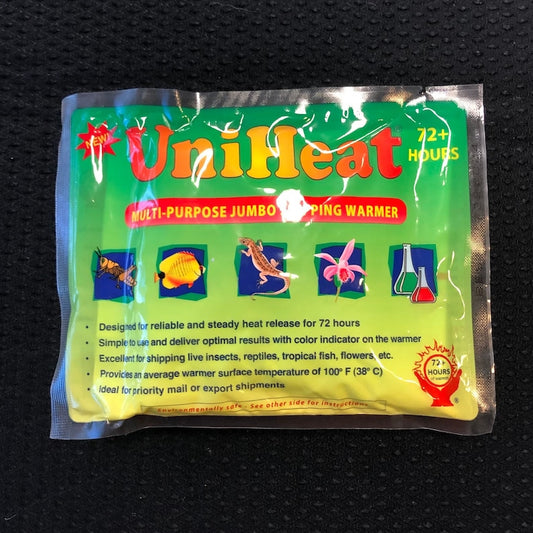 NEW!
UniHeat
72+
HOURS
MULTI-PURPOSE JUMBO PING WARMER
• Designed for reliable and steady heat release for 72 hours
• Simple to use and deliver optimal results with color indicator on the warmer
• Excellent for shipping live insects, reptiles, tropical fish, flowers, etc.
• Provides an average warmer surface temperature of 100° F (38° C)
• Ideal for priority mail or export shipments
72+
HOURS
®
Environmentally safe - See other side for instructions